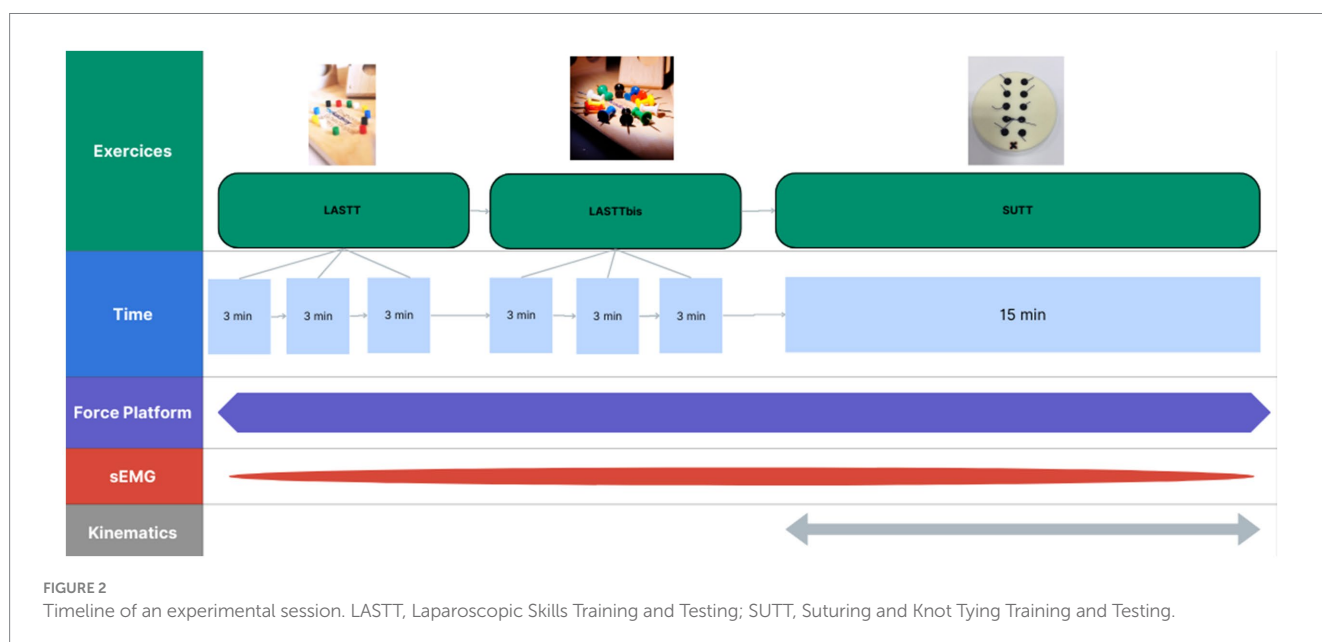 Exercices
LASTT
LASTTbis
SUTT
Time
3 min
3 min
3 min
3 min
3 min
3 min
15 min
Force Platform
sEMG
Kinematics
FIGURE 2
Timeline of an experimental session. LASTT, Laparoscopic Skills Training and Testing; SUTT, Suturing and Knot Tying Training and Testing.